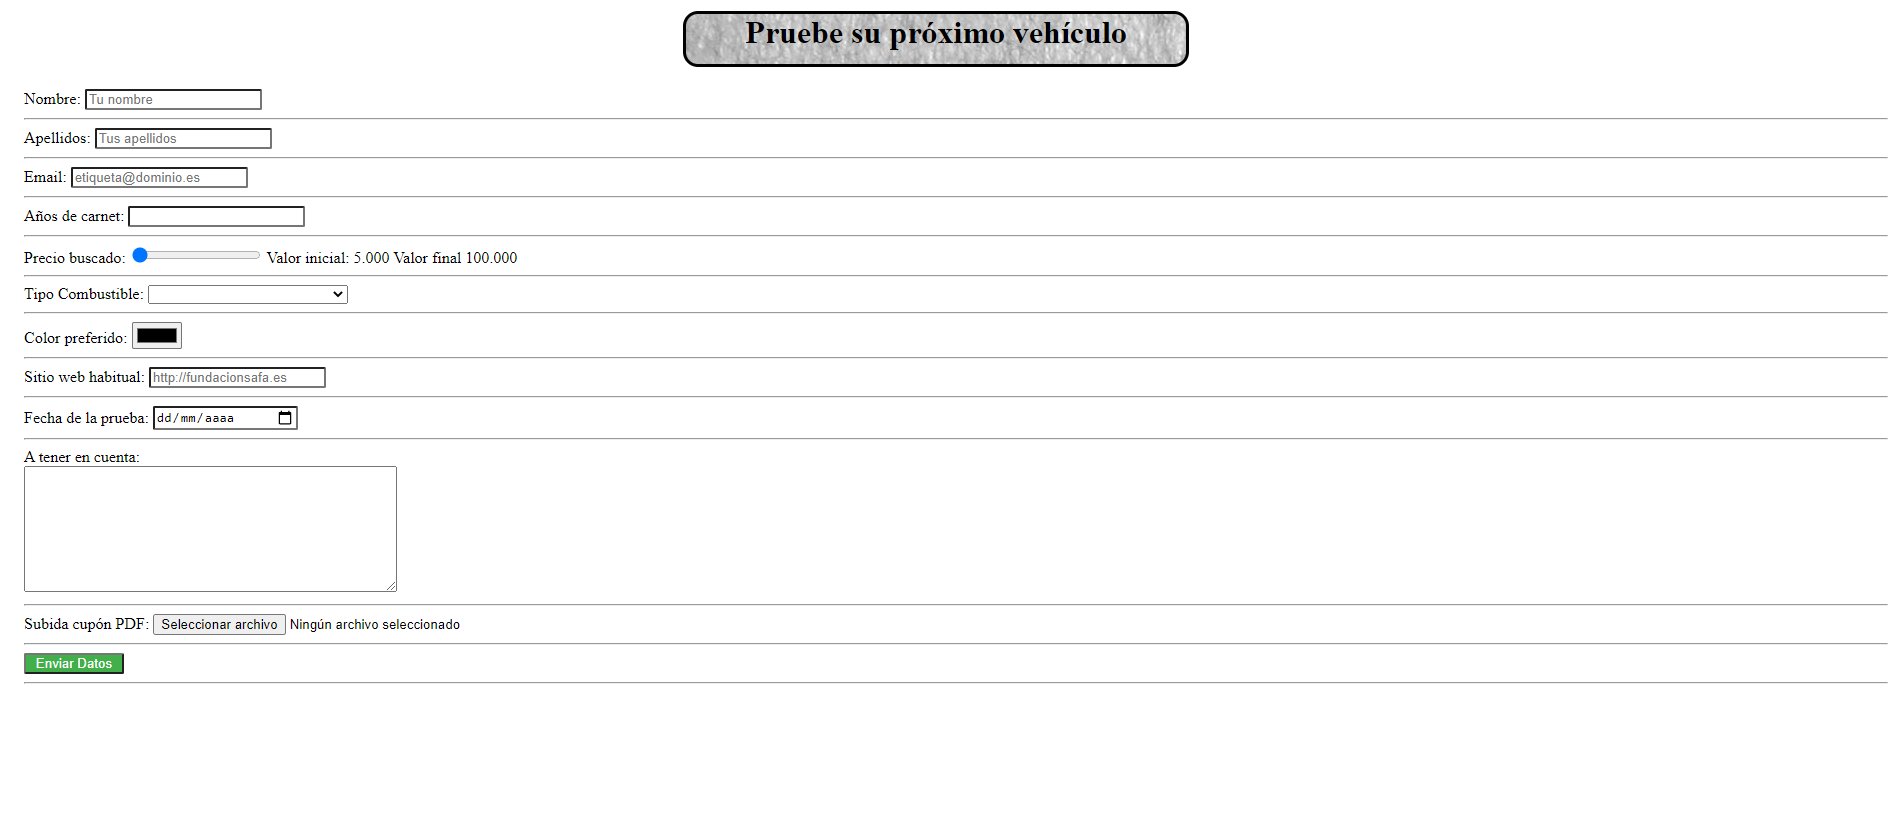 Pruebe su próximo vehículo
Nombre: Tu nombre
Apellidos: Tus apellidos
Email: etiqueta@dominio.es
Años de carnet:
Precio buscado: Valor inicial: 5.000 Valor final 100.000
Tipo Combustible:
Color preferido:
Sitio web habitual: http://fundacionsafa.es
Fecha de la prueba: dd/mm/aaaa
A tener en cuenta:
Subida cupón PDF: Seleccionar archivo Ningún archivo seleccionado
Enviar Datos